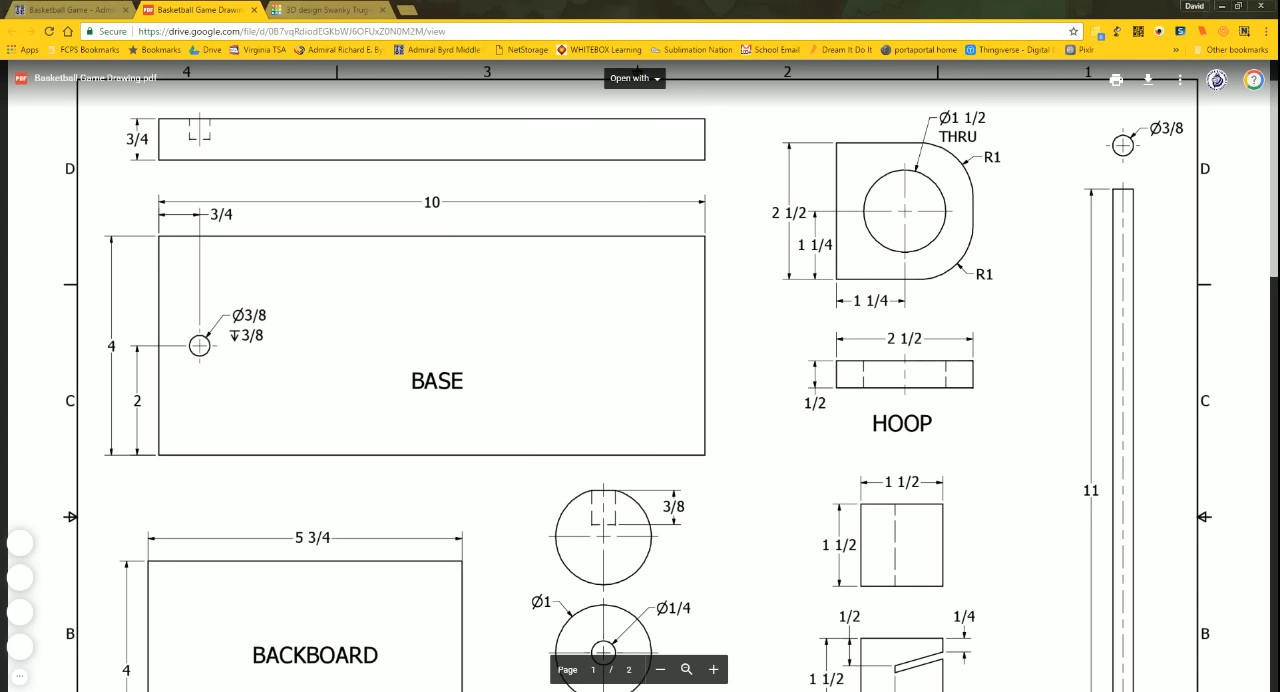 Basketball Game - Adm
Basketball Game Drawin
3D design Swanky Trug
David
Secure
https://drive.google.com/file/d/0B7vqRdiodEGKbWJ6OFUxZ0N0M2M/view
Apps
FCPS Bookmarks
Bookmarks
Drive
Virginia TSA
Admiral Richard E. By
Admiral Byrd Middle
NetStorage
WHITEBOX Learning
Sublimation Nation
School Email
Dream It Do It
portaportal home
Thingiverse - Digital
Pixlr
»
Other bookmarks
PDF
Basketball Game Drawing.pdf
Open with
4
3
2
1
D
D
C
C
B
B
3/4
10
3/4
4
2
Ø3/8
↧3/8
BASE
5 3/4
4
BACKBOARD
3/8
Ø1
Ø1/4
Ø1 1/2
THRU
R1
2 1/2
1 1/4
R1
1 1/4
2 1/2
1/2
HOOP
1 1/2
1 1/2
1/2
1/4
1 1/2
Ø3/8
11
Page 1 / 2